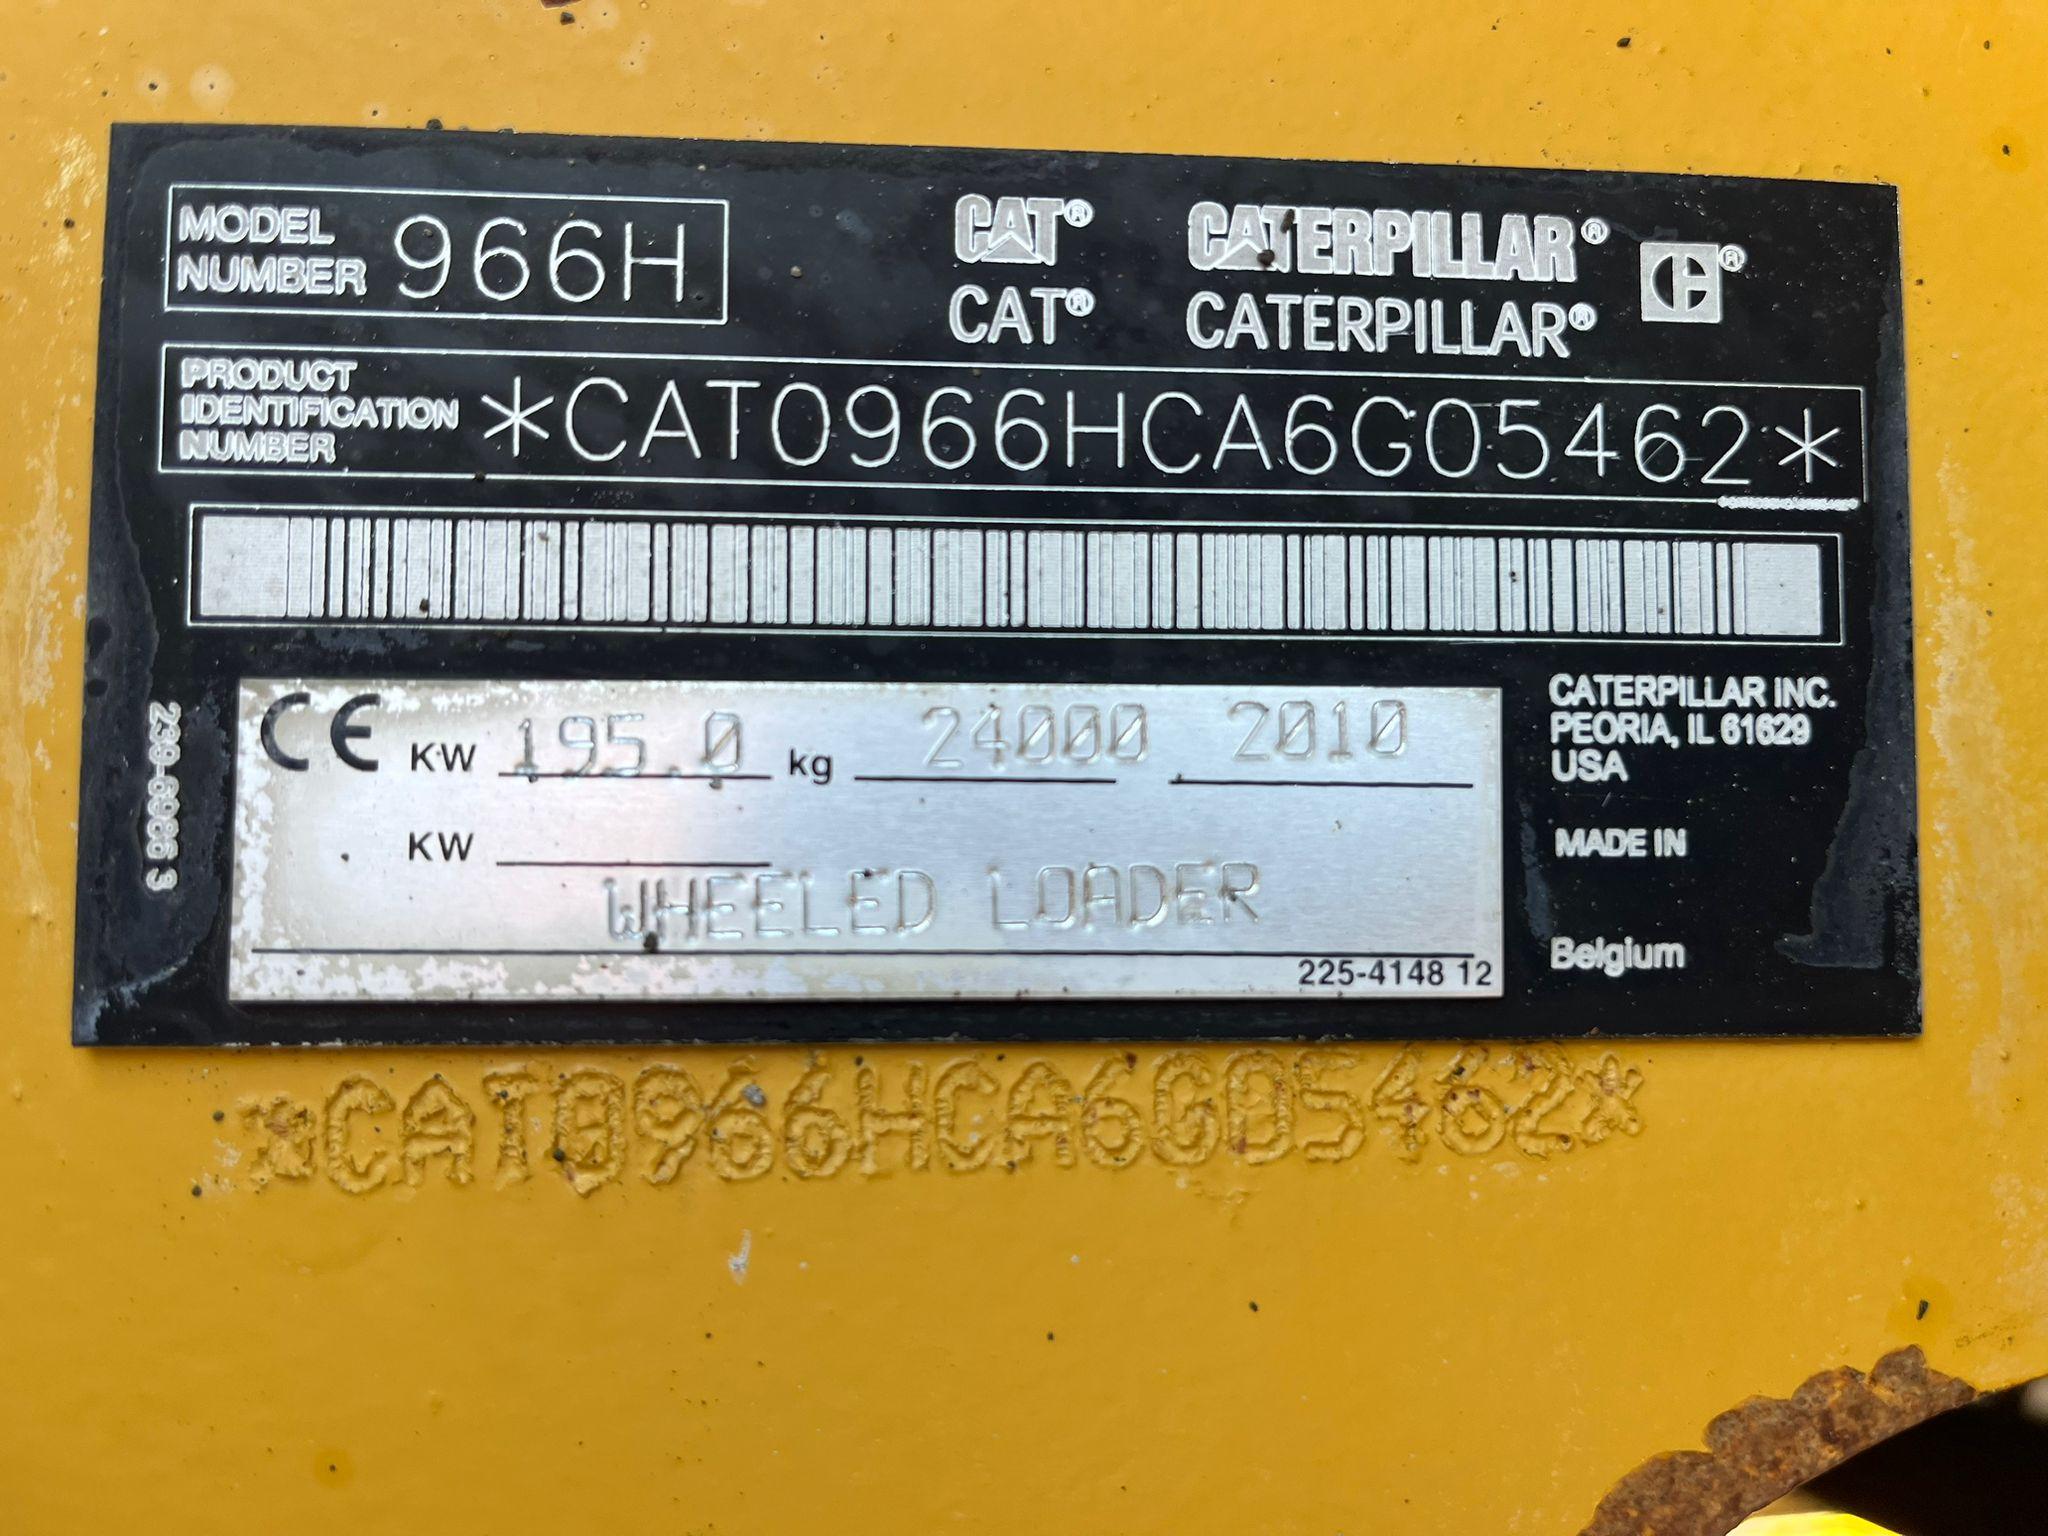 MODEL NUMBER 966H
CAT® CATERPILLAR® C®
CAT® CATERPILLAR®
PRODUCT IDENTIFICATION NUMBER *CAT0966HCA6G05462*
239-6986 3
CE KW 195.0 kg 24000 2010
KW
WHEELED LOADER
225-4148 12
CATERPILLAR INC.
PEORIA, IL 61629
USA
MADE IN
Belgium
*CAT0966HCA6G05462*